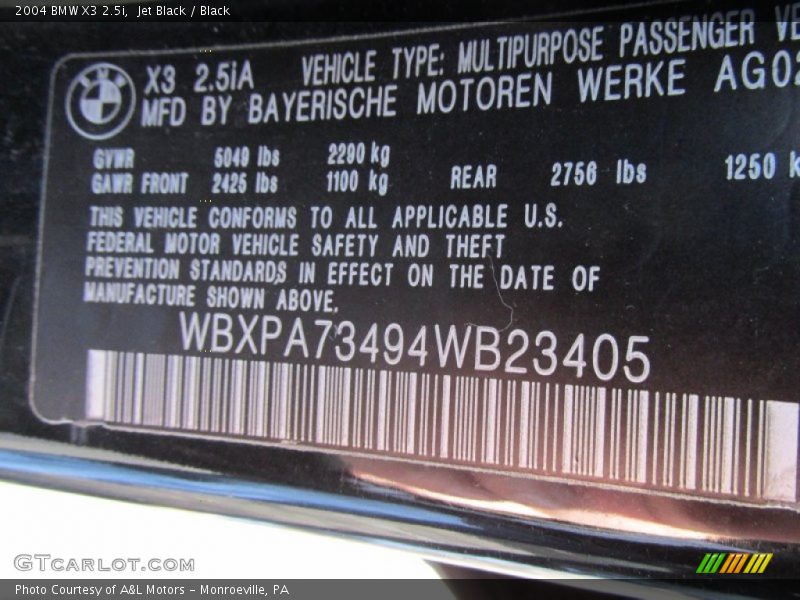 2004 BMW X3 2.5i, Jet Black / Black
BMW
X3 2.5iA VEHICLE TYPE: MULTIPURPOSE PASSENGER VE
MFD BY BAYERISCHE MOTOREN WERKE AG 02
GVWR 5049 lbs 2290 kg
GAWR FRONT 2425 lbs 1100 kg REAR 2756 lbs 1250 k
THIS VEHICLE CONFORMS TO ALL APPLICABLE U.S.
FEDERAL MOTOR VEHICLE SAFETY AND THEFT
PREVENTION STANDARDS IN EFFECT ON THE DATE OF
MANUFACTURE SHOWN ABOVE.
WBXPA73494WB23405
GTCARLOT.COM
Photo Courtesy of A&L Motors - Monroeville, PA